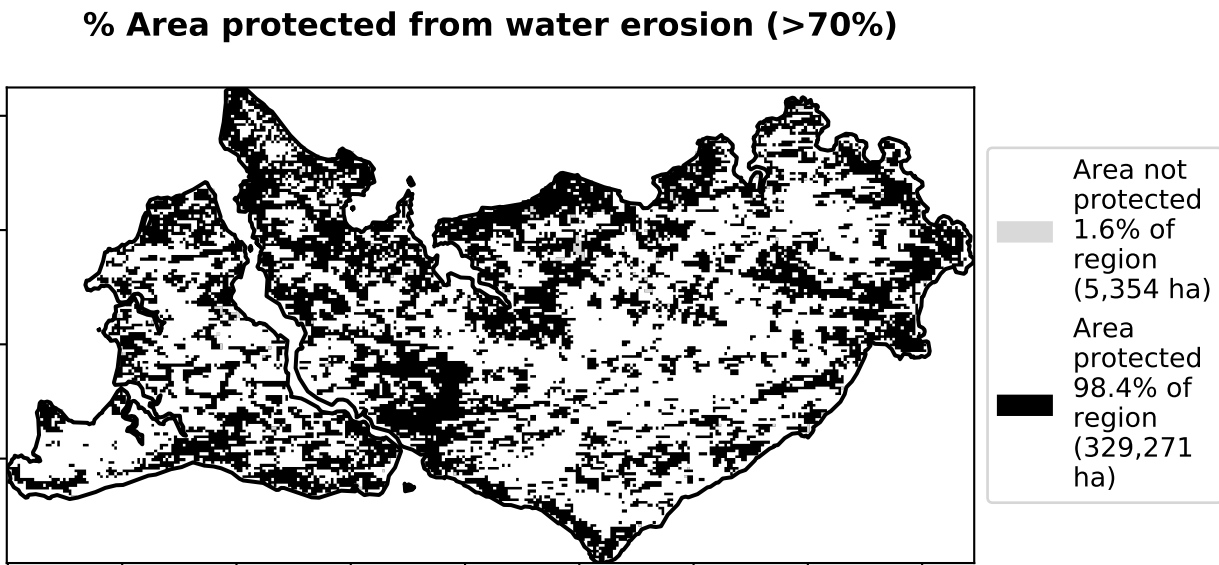 % Area protected from water erosion (>70%)
Area not
protected
1.6% of
region
(5,354 ha)
Area
protected
98.4% of
region
(329,271
ha)